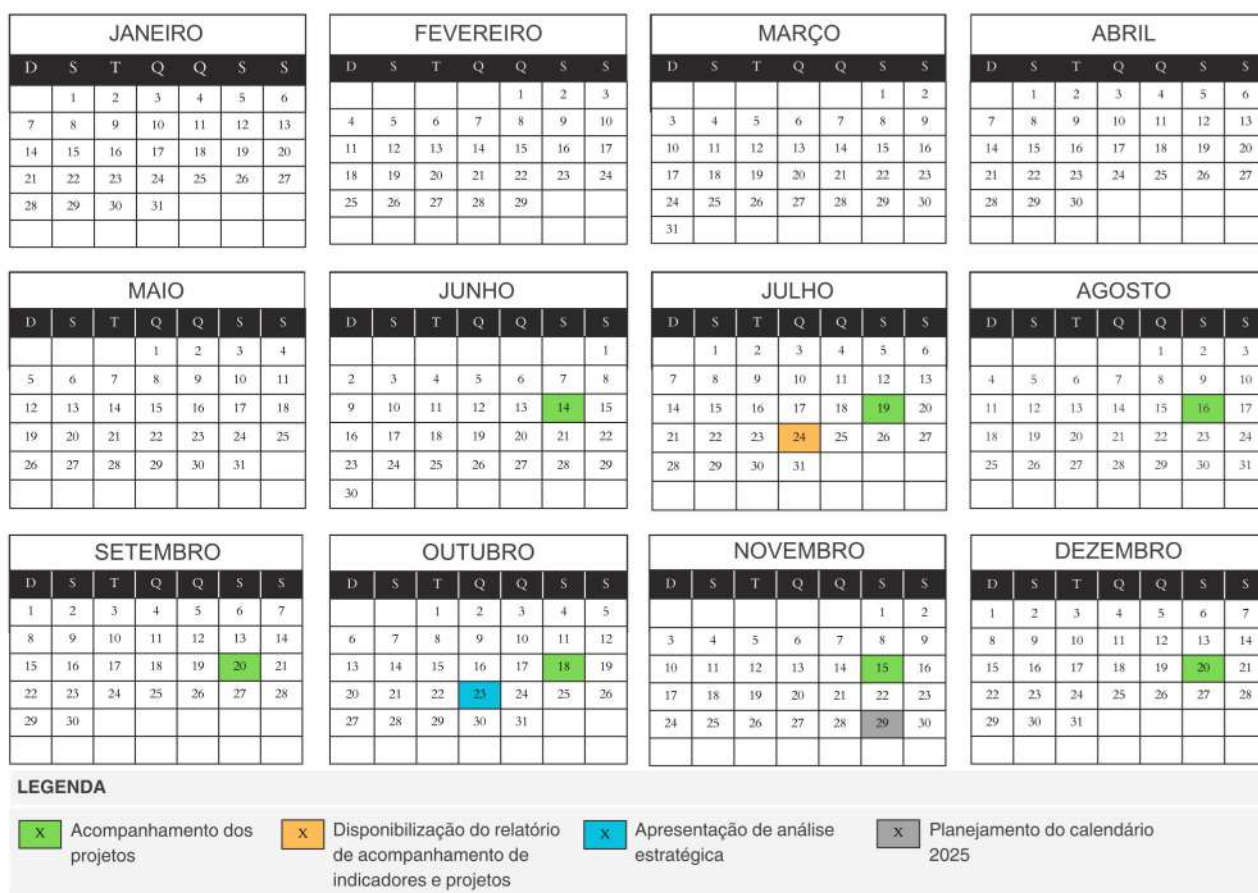 JANEIRO
D S T Q Q S S
1 2 3 4 5 6
7 8 9 10 11 12 13
14 15 16 17 18 19 20
21 22 23 24 25 26 27
28 29 30 31
FEVEREIRO
D S T Q Q S S
1 2 3
4 5 6 7 8 9 10
11 12 13 14 15 16 17
18 19 20 21 22 23 24
25 26 27 28 29
MARÇO
D S T Q Q S S
1 2
3 4 5 6 7 8 9
10 11 12 13 14 15 16
17 18 19 20 21 22 23
24 25 26 27 28 29 30
31
ABRIL
D S T Q Q S S
1 2 3 4 5 6
7 8 9 10 11 12 13
14 15 16 17 18 19 20
21 22 23 24 25 26 27
28 29 30
MAIO
D S T Q Q S S
1 2 3 4
5 6 7 8 9 10 11
12 13 14 15 16 17 18
19 20 21 22 23 24 25
26 27 28 29 30 31
JUNHO
D S T Q Q S S
1
2 3 4 5 6 7 8
9 10 11 12 13 14 15
16 17 18 19 20 21 22
23 24 25 26 27 28 29
30
JULHO
D S T Q Q S S
1 2 3 4 5 6
7 8 9 10 11 12 13
14 15 16 17 18 19 20
21 22 23 24 25 26 27
28 29 30 31
AGOSTO
D S T Q Q S S
1 2 3
4 5 6 7 8 9 10
11 12 13 14 15 16 17
18 19 20 21 22 23 24
25 26 27 28 29 30 31
SETEMBRO
D S T Q Q S S
1 2 3 4 5 6 7
8 9 10 11 12 13 14
15 16 17 18 19 20 21
22 23 24 25 26 27 28
29 30
OUTUBRO
D S T Q Q S S
1 2 3 4 5
6 7 8 9 10 11 12
13 14 15 16 17 18 19
20 21 22 23 24 25 26
27 28 29 30 31
NOVEMBRO
D S T Q Q S S
1 2
3 4 5 6 7 8 9
10 11 12 13 14 15 16
17 18 19 20 21 22 23
24 25 26 27 28 29 30
DEZEMBRO
D S T Q Q S S
1 2 3 4 5 6 7
8 9 10 11 12 13 14
15 16 17 18 19 20 21
22 23 24 25 26 27 28
29 30 31
LEGENDA
X Acompanhamento dos
projetos
X Disponibilização do relatório
de acompanhamento de
indicadores e projetos
X Apresentação de análise
estratégica
X Planejamento do calendário
2025